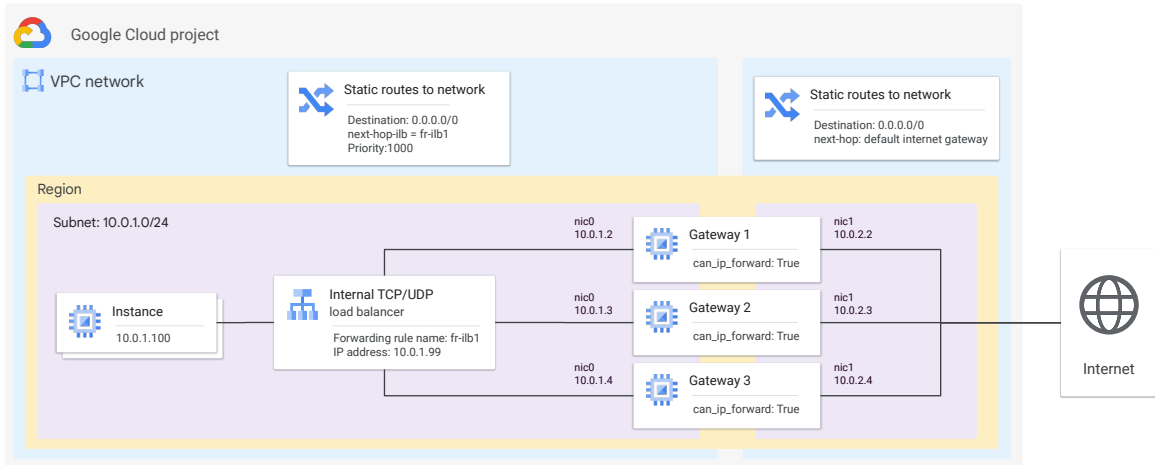 Google Cloud project
VPC network
Static routes to network
Destination: 0.0.0.0/0
next-hop-ilb = fr-ilb1
Priority:1000
Static routes to network
Destination: 0.0.0.0/0
next-hop: default internet gateway
Region
Subnet: 10.0.1.0/24
Instance
10.0.1.100
Internal TCP/UDP
load balancer
Forwarding rule name: fr-ilb1
IP address: 10.0.1.99
nic0
10.0.1.2
Gateway 1
can_ip_forward: True
nic1
10.0.2.2
nic0
10.0.1.3
Gateway 2
can_ip_forward: True
nic1
10.0.2.3
nic0
10.0.1.4
Gateway 3
can_ip_forward: True
nic1
10.0.2.4
Internet